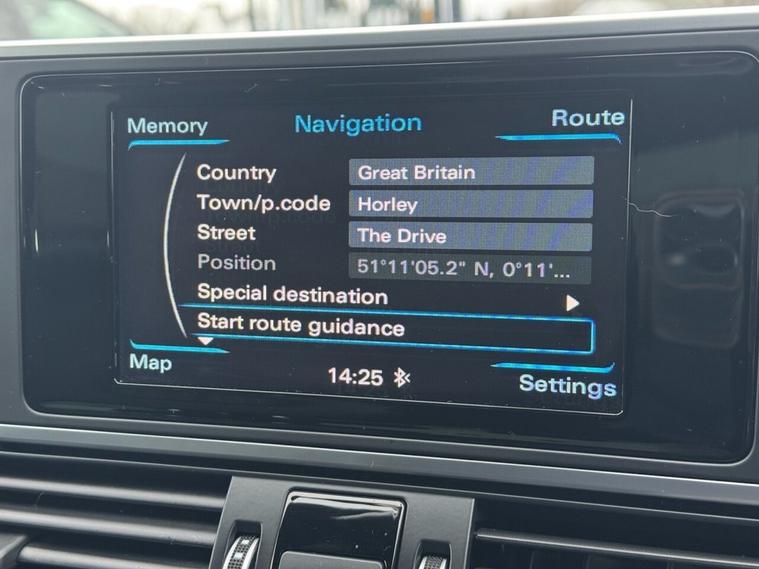 Memory Navigation Route
Country Great Britain
Town/p.code Horley
Street The Drive
Position 51°11'05.2" N, 0°11'...
Special destination
Start route guidance
Map 14:25 Settings